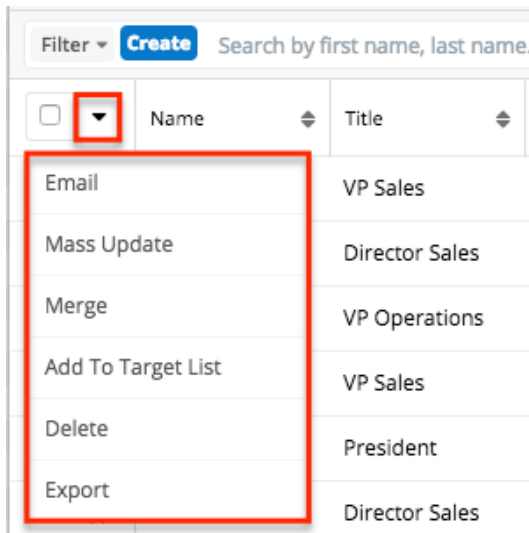 Filter Create Search by first name, last name.
Name Title
Email VP Sales
Mass Update Director Sales
Merge VP Operations
Add To Target List VP Sales
Delete President
Export Director Sales